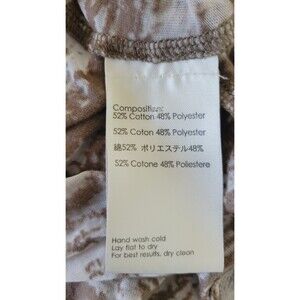 Composition:
52% Cotton 48% Polyester
52% Coton 48% Polyester
綿52% ポリエステル48%
52% Cotone 48% Poliestere
Hand wash cold
Lay flat to dry
For best results, dry clean